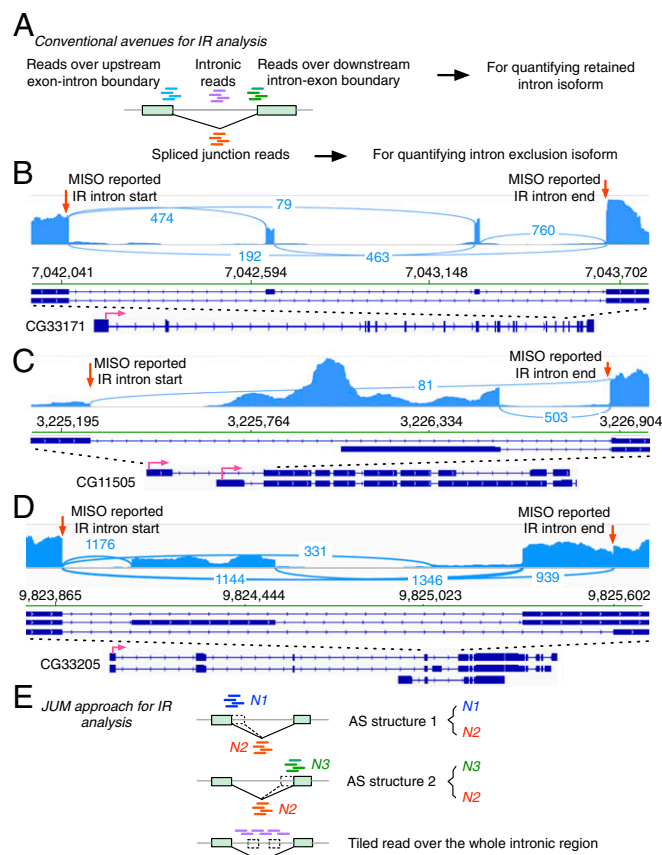 A
Conventional avenues for IR analysis
Reads over upstream exon-intron boundary
Intronic reads
Reads over downstream intron-exon boundary
For quantifying retained intron isoform
Spliced junction reads
For quantifying intron exclusion isoform
B
MISO reported IR intron start
MISO reported IR intron end
79
474
760
192
463
7,042,041
7,042,594
7,043,148
7,043,702
CG33171
C
MISO reported IR intron start
MISO reported IR intron end
81
503
3,225,195
3,225,764
3,226,334
3,226,904
CG11505
D
MISO reported IR intron start
MISO reported IR intron end
1176
331
1144
1346
939
9,823,865
9,824,444
9,825,023
9,825,602
CG33205
E
JUM approach for IR analysis
N1
N2
AS structure 1
N1
N2
N3
N2
AS structure 2
N3
N2
Tiled read over the whole intronic region